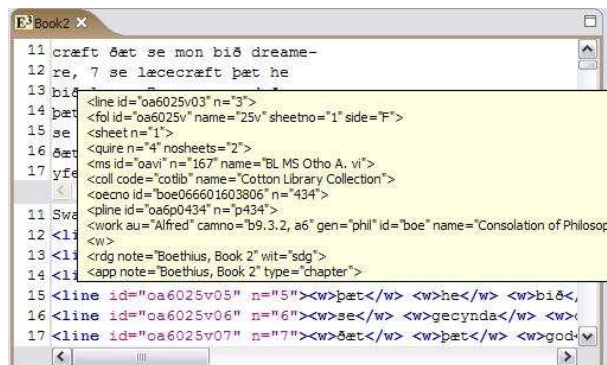 E³ Book2
11 cræft ðæt se mon bið dreame-
12 re, 7 se læcecræft þæt he
13 bið
14 þæt
15 se
16 ðæt
17 yfe
<line id="oa6025v03" n="3">
<fol id="oa6025v" name="25v" sheetno="1" side="F">
<sheet n="1">
<quire n="4" nosheets="2">
<ms id="oavi" n="167" name="BL MS Otho A. vi">
<coll code="cotlib" name="Cotton Library Collection">
<oecno id="boe066601603806" n="434">
<pline id="oa6p0434" n="p434">
<work au="Alfred" camno="b9.3.2, a6" gen="phil" id="boe" name="Consolation of Philosop
<w>
<rdg note="Boethius, Book 2" wit="sdg">
<app note="Boethius, Book 2" type="chapter">
11 Swa
12 <li
13 <li
14 <li
15 <line id="oa6025v05" n="5"><w>þæt</w> <w>he</w> <w>bið</
16 <line id="oa6025v06" n="6"><w>se</w> <w>gecynda</w> <w>
17 <line id="oa6025v07" n="7"><w>ðæt</w> <w>þæt</w> <w>god